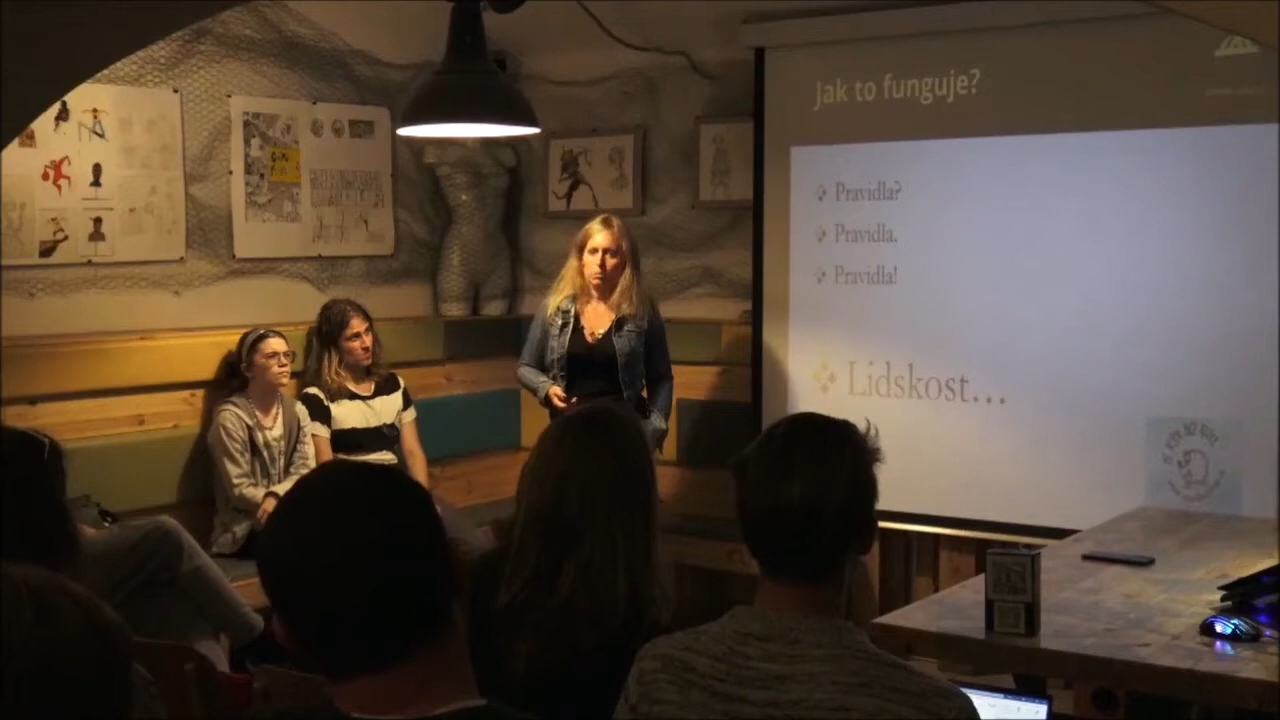 Jak to funguje?
Pravidla?
Pravidla.
Pravidla!
Lidskost...